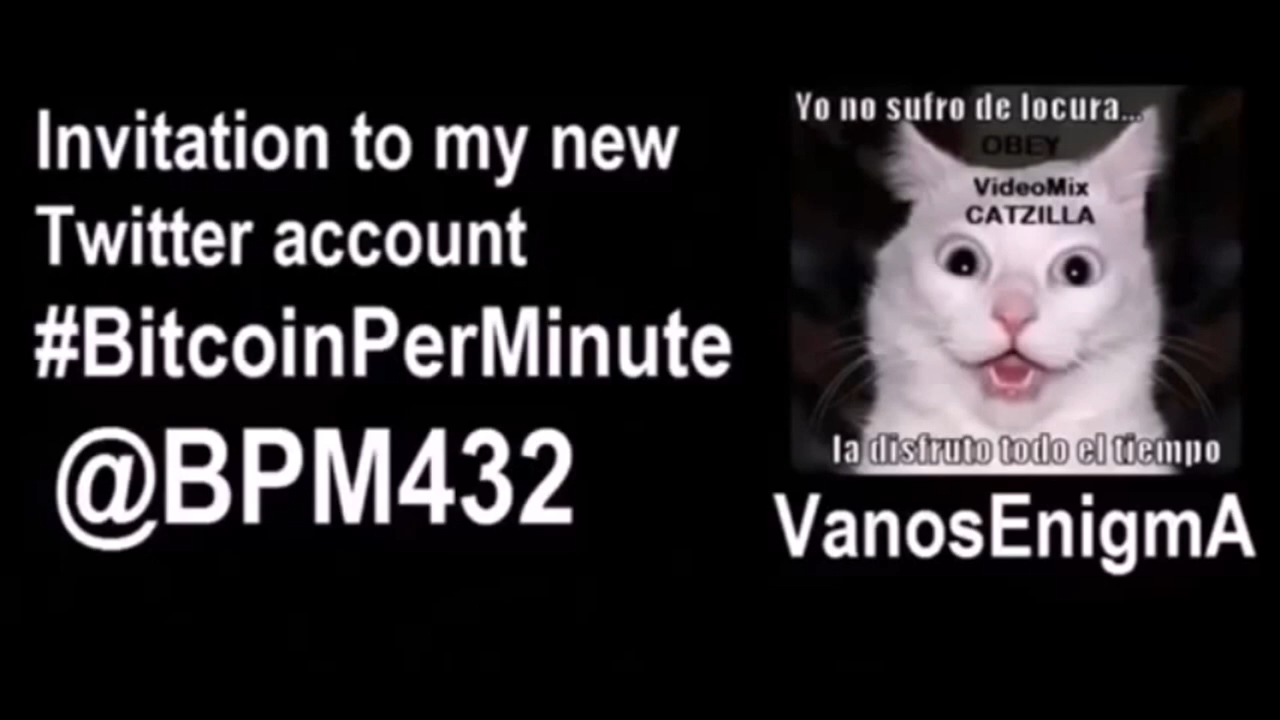 Invitation to my new
Twitter account
#BitcoinPerMinute
@BPM432
Yo no sufro de locura...
OBEY
VideoMix
CATZILLA
la disfruto todo el tiempo
VanosEnigmA